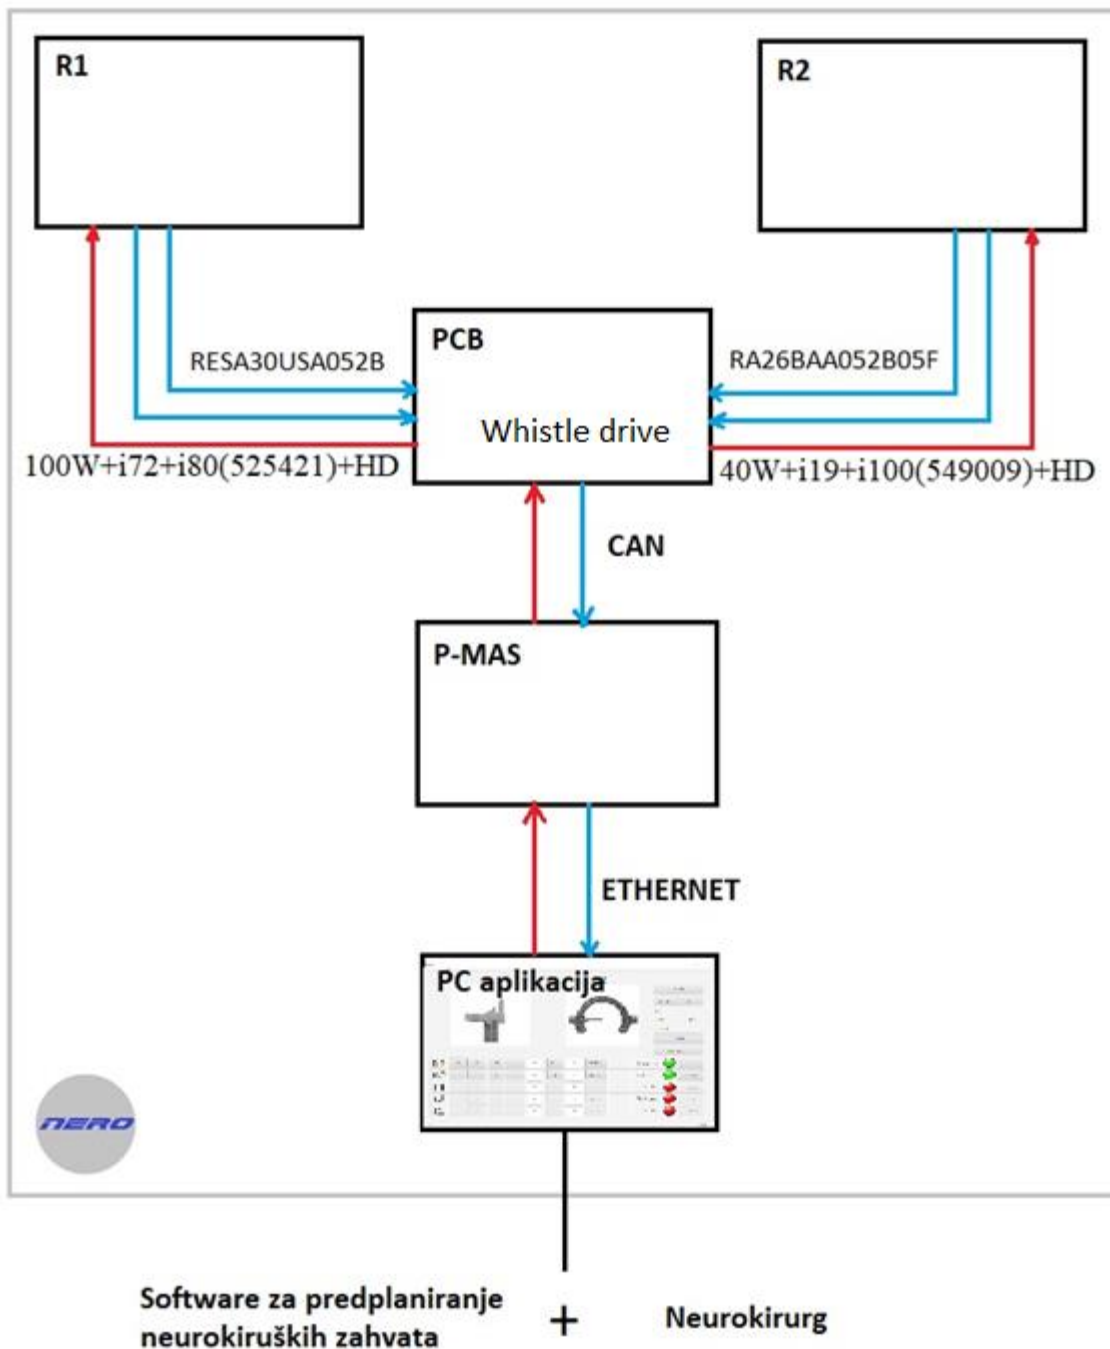 R1
R2
PCB
RESA30USA052B
RA26BAA052B05F
Whistle drive
100W+i72+i80(525421)+HD
40W+i19+i100(549009)+HD
CAN
P-MAS
ETHERNET
PC aplikacija
NERO
Software za predplaniranje
neurokiruških zahvata
+
Neurokirurg